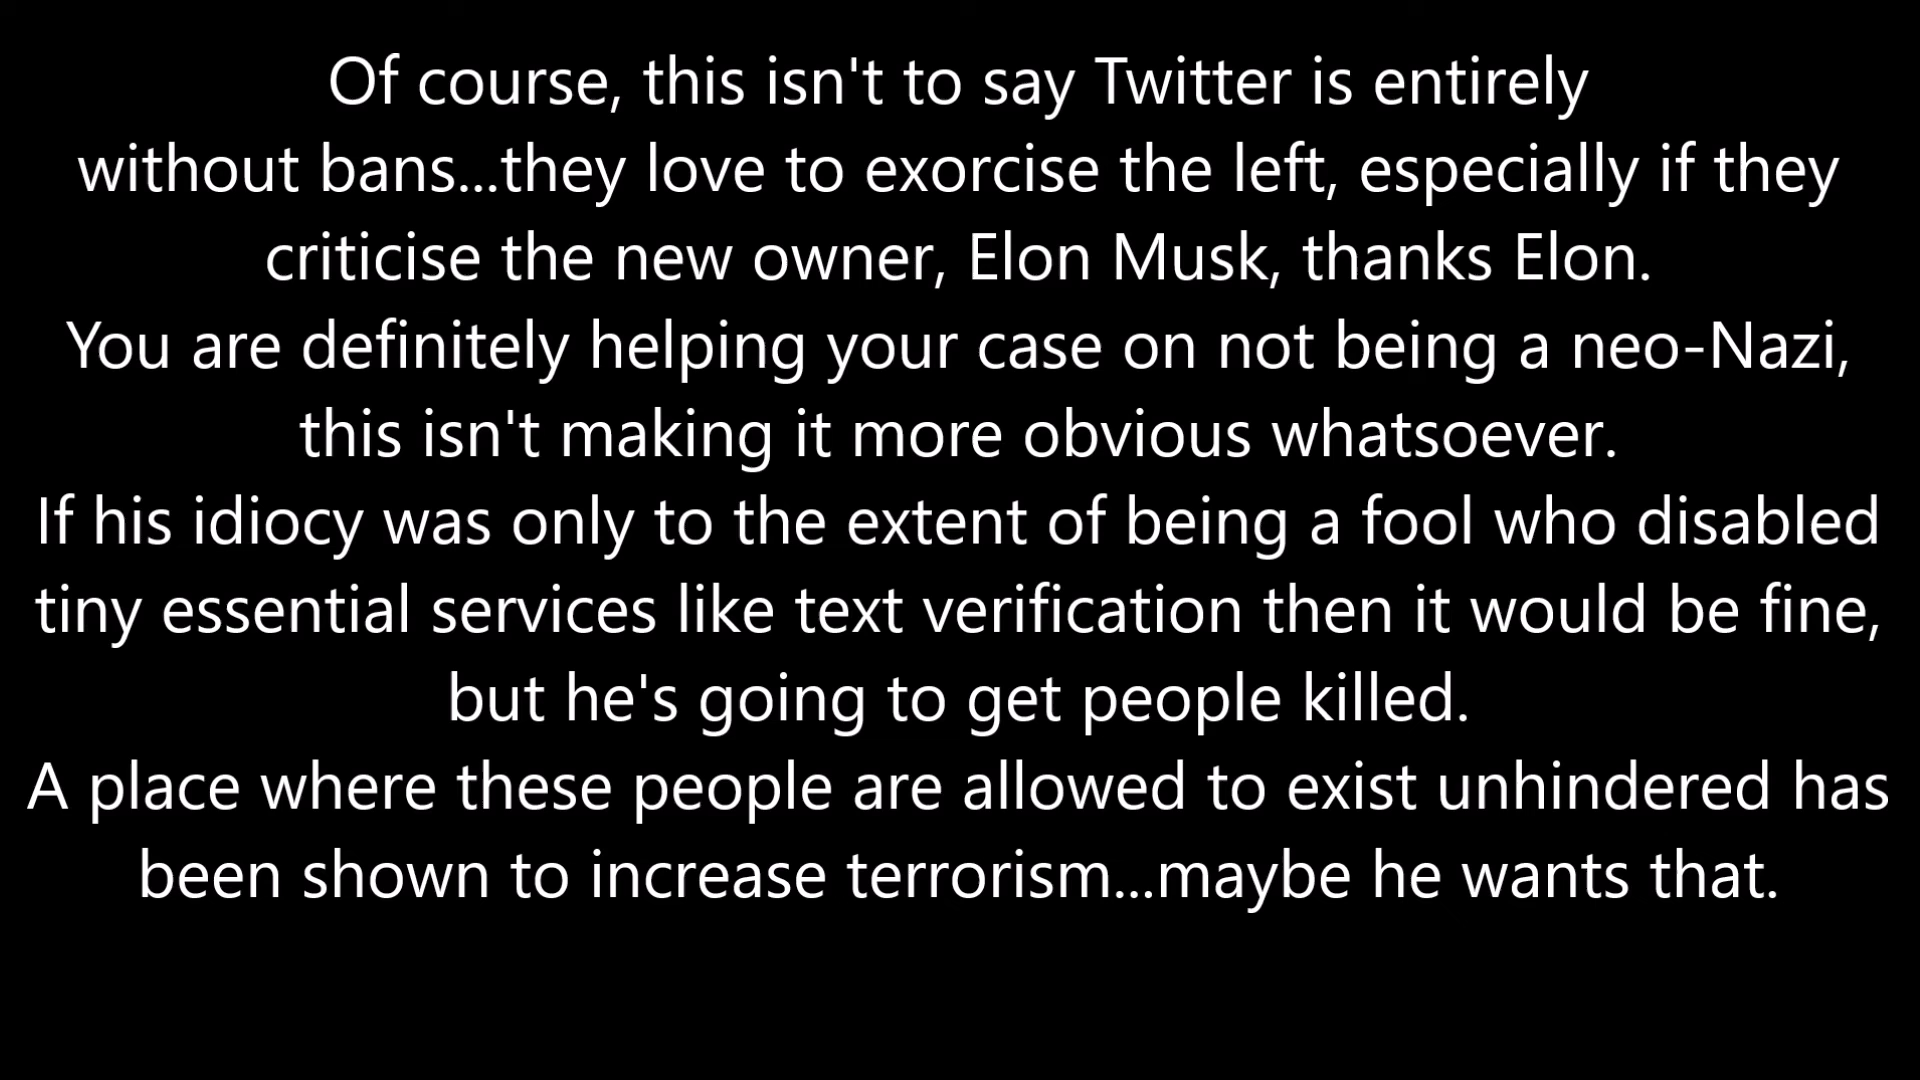 Of course, this isn't to say Twitter is entirely
without bans...they love to exorcise the left, especially if they
criticise the new owner, Elon Musk, thanks Elon.
You are definitely helping your case on not being a neo-Nazi,
this isn't making it more obvious whatsoever.
If his idiocy was only to the extent of being a fool who disabled
tiny essential services like text verification then it would be fine,
but he's going to get people killed.
A place where these people are allowed to exist unhindered has
been shown to increase terrorism...maybe he wants that.